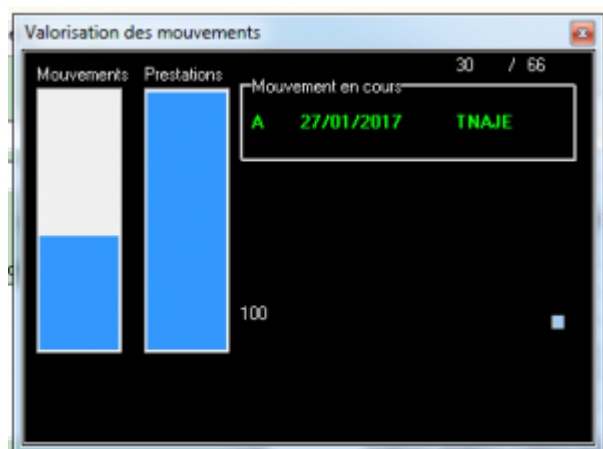 Valorisation des mouvements
Mouvements Prestations 30 / 66
Mouvement en cours
A 27/01/2017 TNAJE
100